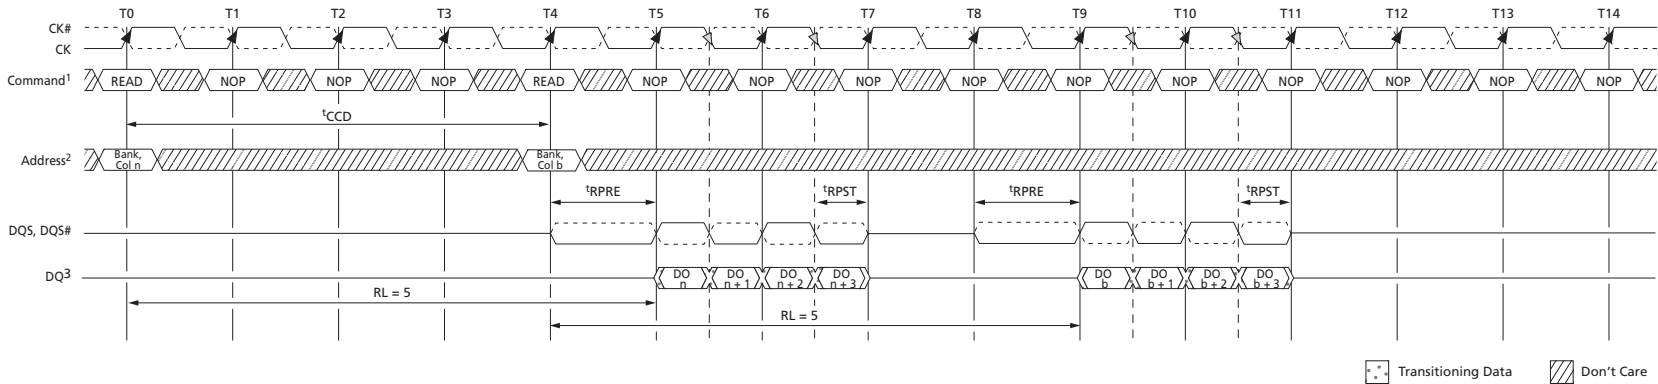 T0 T1 T2 T3 T4 T5 T6 T7 T8 T9 T10 T11 T12 T13 T14
CK#
CK
Command1 READ NOP NOP NOP READ NOP NOP NOP NOP NOP NOP NOP NOP NOP NOP
tCCD
Address2
Bank,
Col n
Bank,
Col b
tRPRE tRPST tRPRE tRPST
DQS, DQS#
DQ3
DO
n
DO
n + 1
DO
n + 2
DO
n + 3
DO
b
DO
b + 1
DO
b + 2
DO
b + 3
RL = 5
RL = 5
Transitioning Data Don't Care